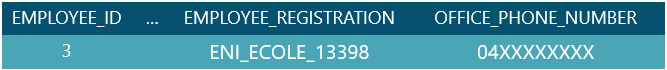 EMPLOYEE_ID ... EMPLOYEE_REGISTRATION OFFICE_PHONE_NUMBER
3 ENI_ECOLE_13398 04XXXXXXXX